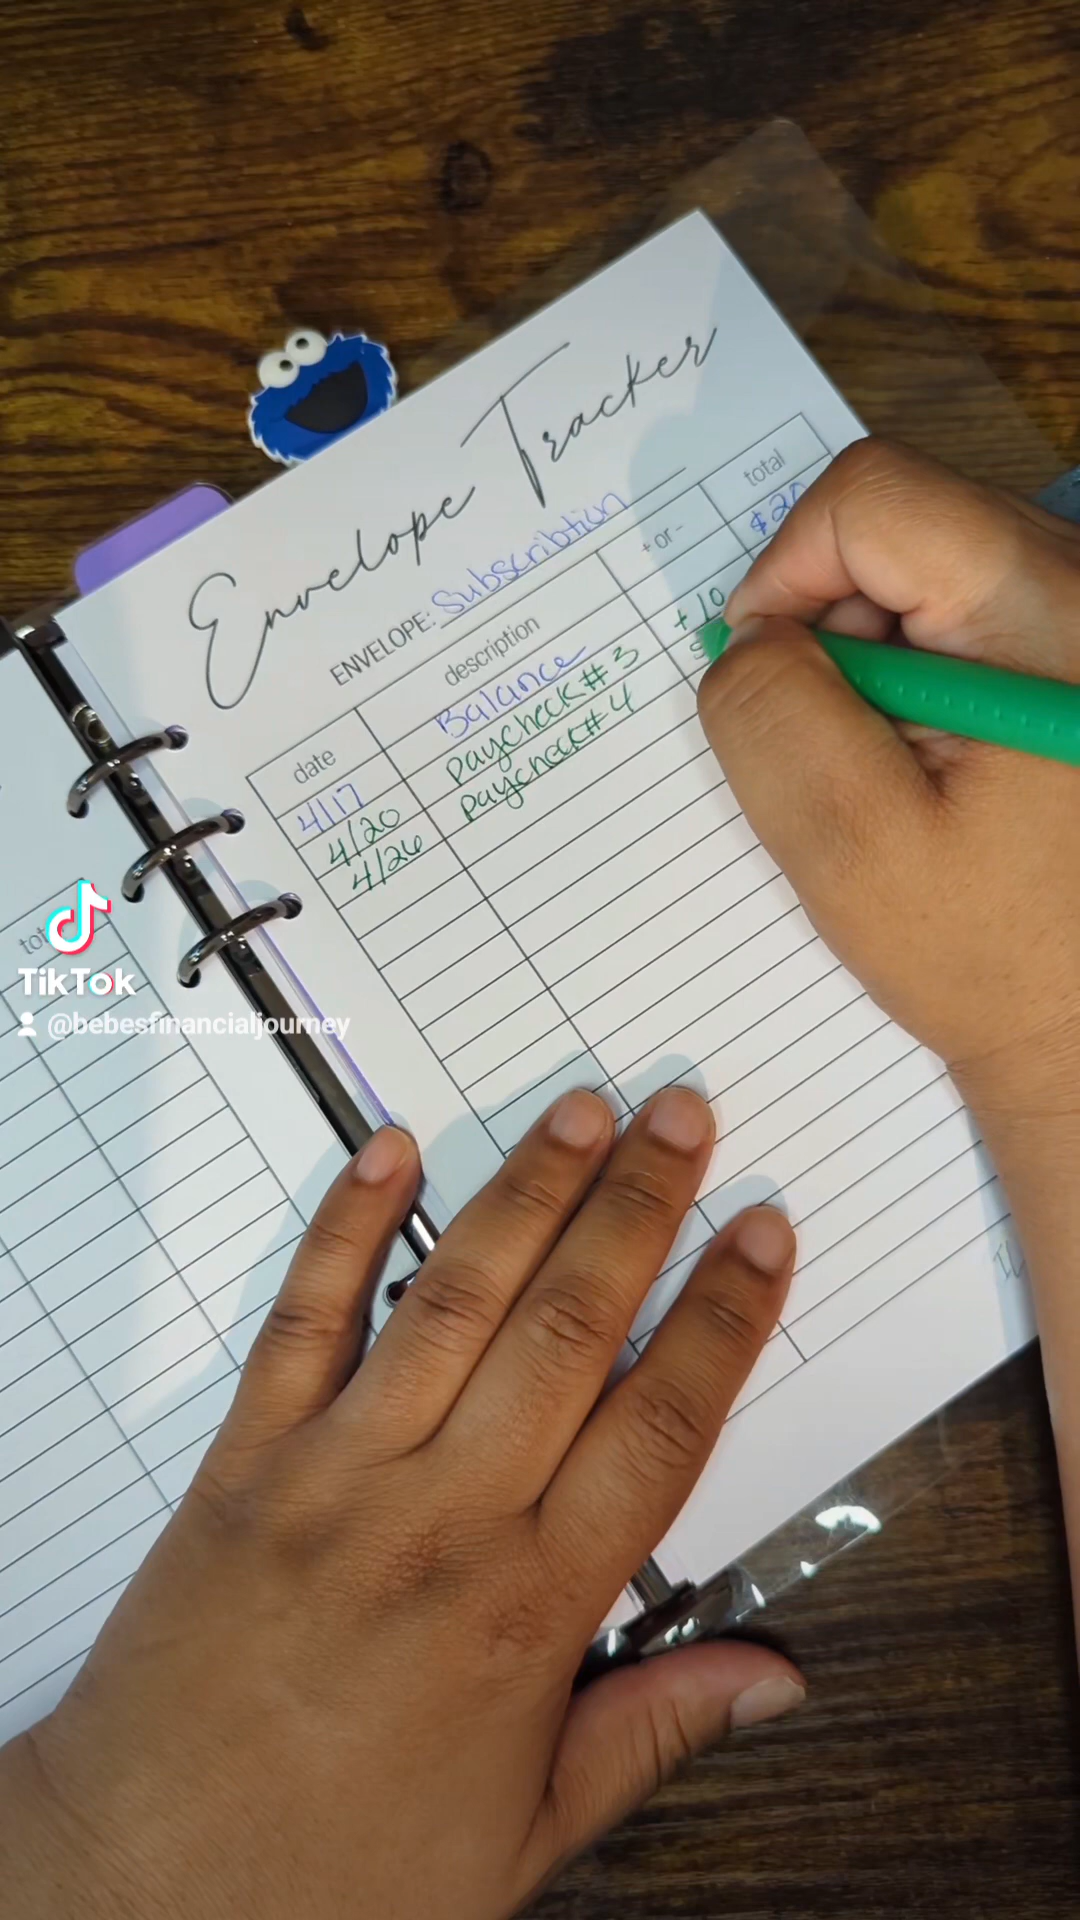 Envelope Tracker
ENVELOPE: Subscribtion
date description + or - total
4/17 Balance $20
4/20 paycheck #3 + 10
4/26 paycheck #4
TikTok
@bebesfinancialjourney